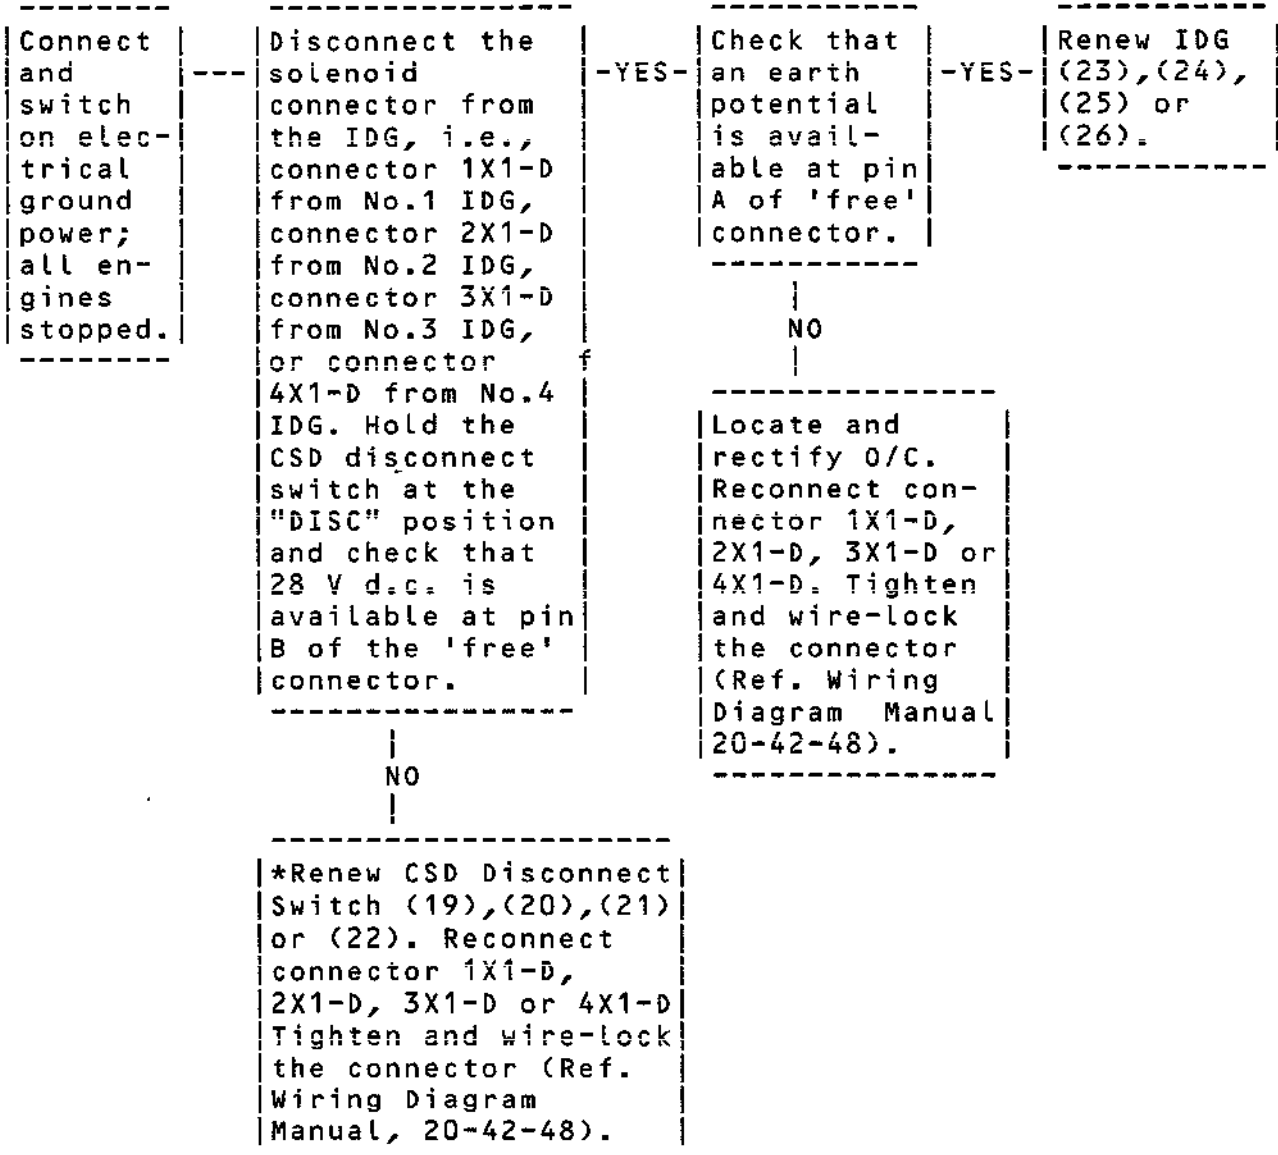 Connect
and
switch
on elec-
trical
ground
power;
all en-
gines
stopped.
Disconnect the
solenoid
connector from
the IDG, i.e.,
connector 1X1-D
from No.1 IDG,
connector 2X1-D
from No.2 IDG,
connector 3X1-D
from No.3 IDG,
or connector f
4X1-D from No.4
IDG. Hold the
CSD disconnect
switch at the
"DISC" position
and check that
28 V d.c. is
available at pin
B of the 'free'
connector.
-YES-
Check that
an earth
potential
is avail-
able at pin
A of 'free'
connector.
-YES-
Renew IDG
(23),(24),
(25) or
(26).
NO
Locate and
rectify O/C.
Reconnect con-
nector 1X1-D,
2X1-D, 3X1-D or
4X1-D. Tighten
and wire-lock
the connector
(Ref. Wiring
Diagram Manual
20-42-48).
NO
*Renew CSD Disconnect
Switch (19),(20),(21)
or (22). Reconnect
connector 1X1-D,
2X1-D, 3X1-D or 4X1-D
Tighten and wire-lock
the connector (Ref.
Wiring Diagram
Manual, 20-42-48).